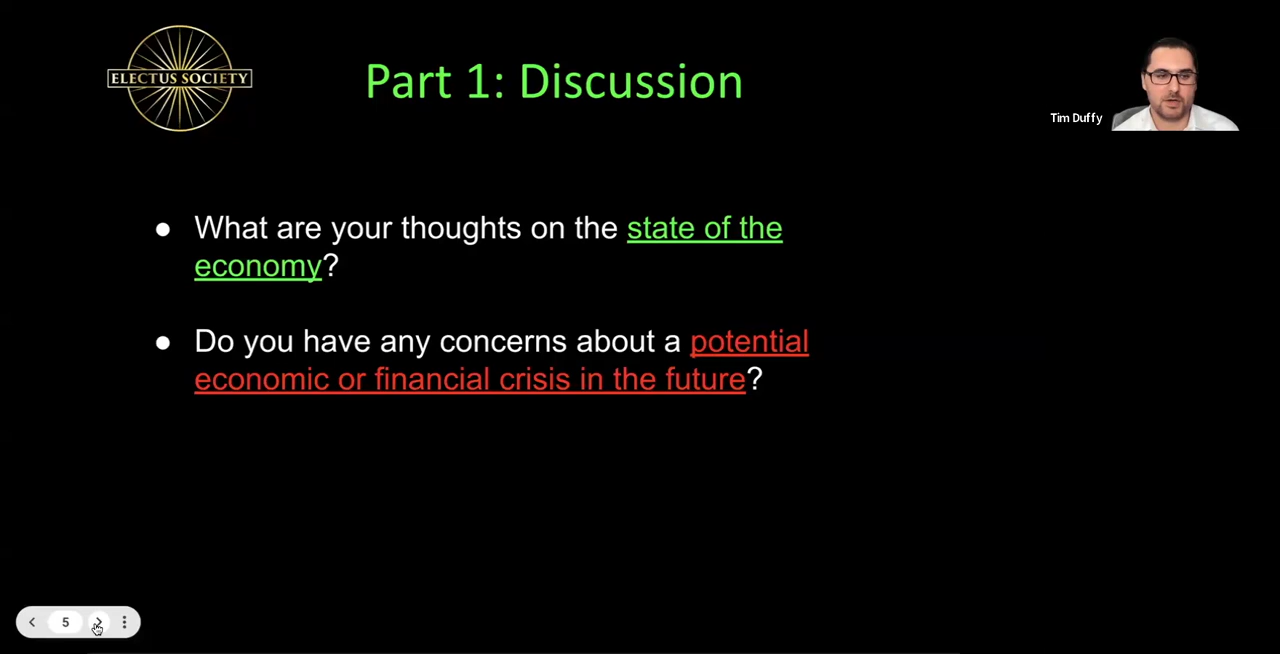 ELECTUS SOCIETY
Part 1: Discussion
Tim Duffy
● What are your thoughts on the state of the
economy?
● Do you have any concerns about a potential
economic or financial crisis in the future?
5